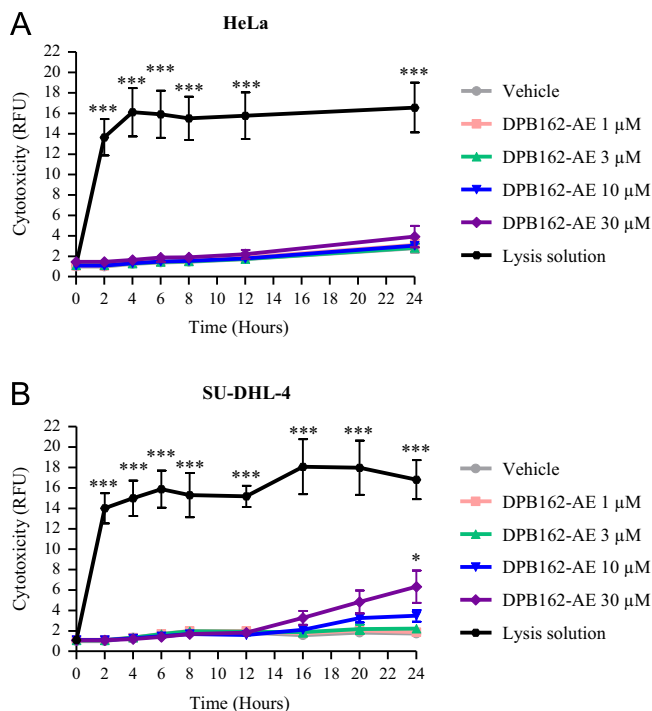 A
HeLa
22
20
18
16
14
12
10
8
6
4
2
0
Cytotoxicity (RFU)
*** *** *** *** *** ***
0 2 4 6 8 10 12 14 16 18 20 22 24
Time (Hours)
Vehicle
DPB162-AE 1 µM
DPB162-AE 3 µM
DPB162-AE 10 µM
DPB162-AE 30 µM
Lysis solution
B
SU-DHL-4
22
20
18
16
14
12
10
8
6
4
2
0
Cytotoxicity (RFU)
*** *** *** *** *** *** *** ***
*
0 2 4 6 8 10 12 14 16 18 20 22 24
Time (Hours)
Vehicle
DPB162-AE 1 µM
DPB162-AE 3 µM
DPB162-AE 10 µM
DPB162-AE 30 µM
Lysis solution